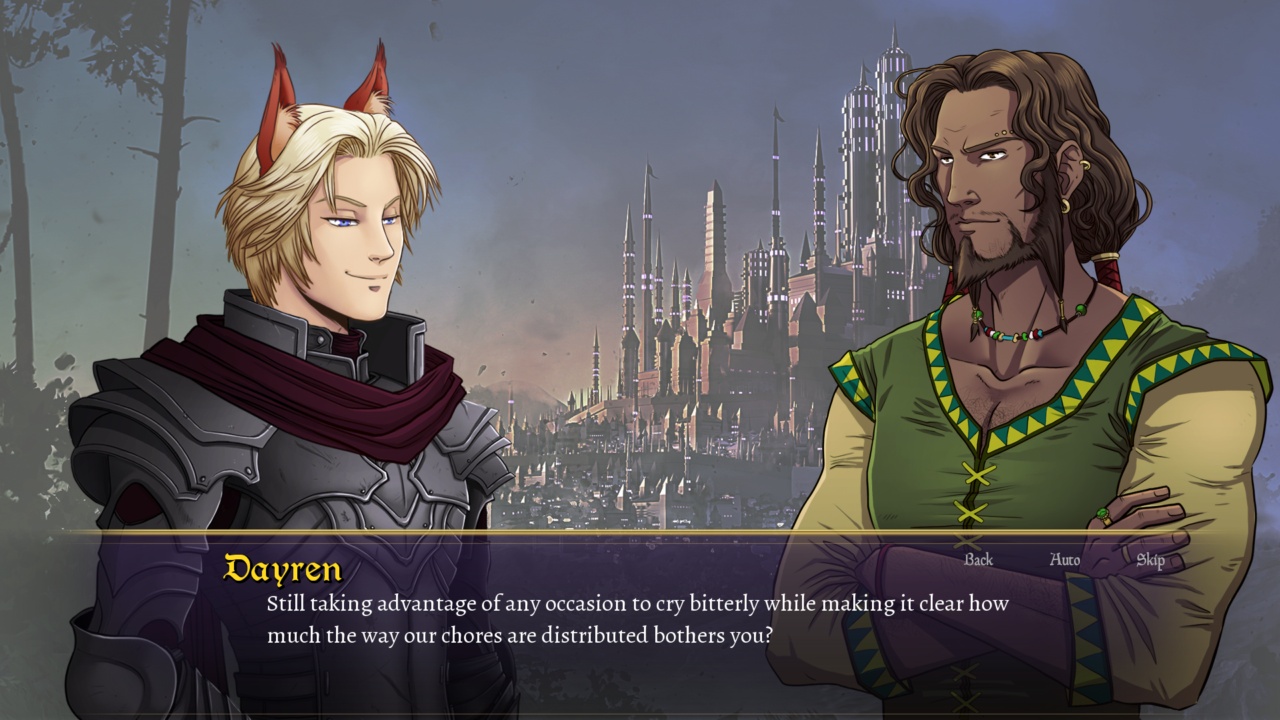 Dayren
Back Auto Skip
Still taking advantage of any occasion to cry bitterly while making it clear how
much the way our chores are distributed bothers you?